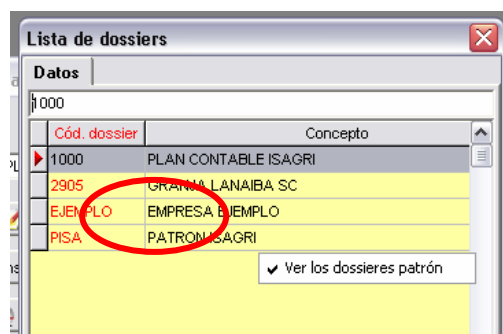 Lista de dossiers
Datos
1000
Cód. dossier Concepto
1000 PLAN CONTABLE ISAGRI
2905 GRANJA LANAIBA SC
EJEMPLO EMPRESA EJEMPLO
PISA PATRON ISAGRI
Ver los dossieres patrón